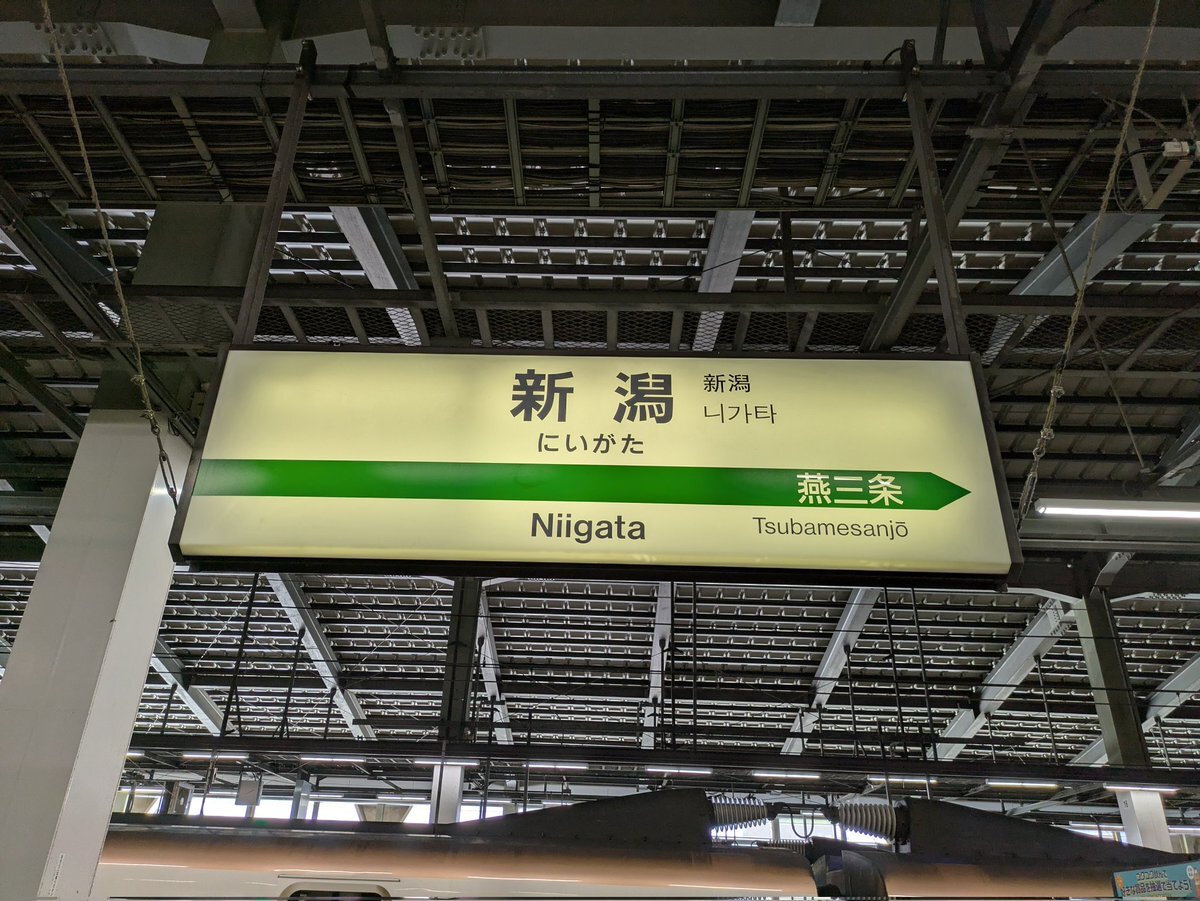 新潟
新潟
니가타
にいがた
燕三条
Niigata
Tsubamesanjō